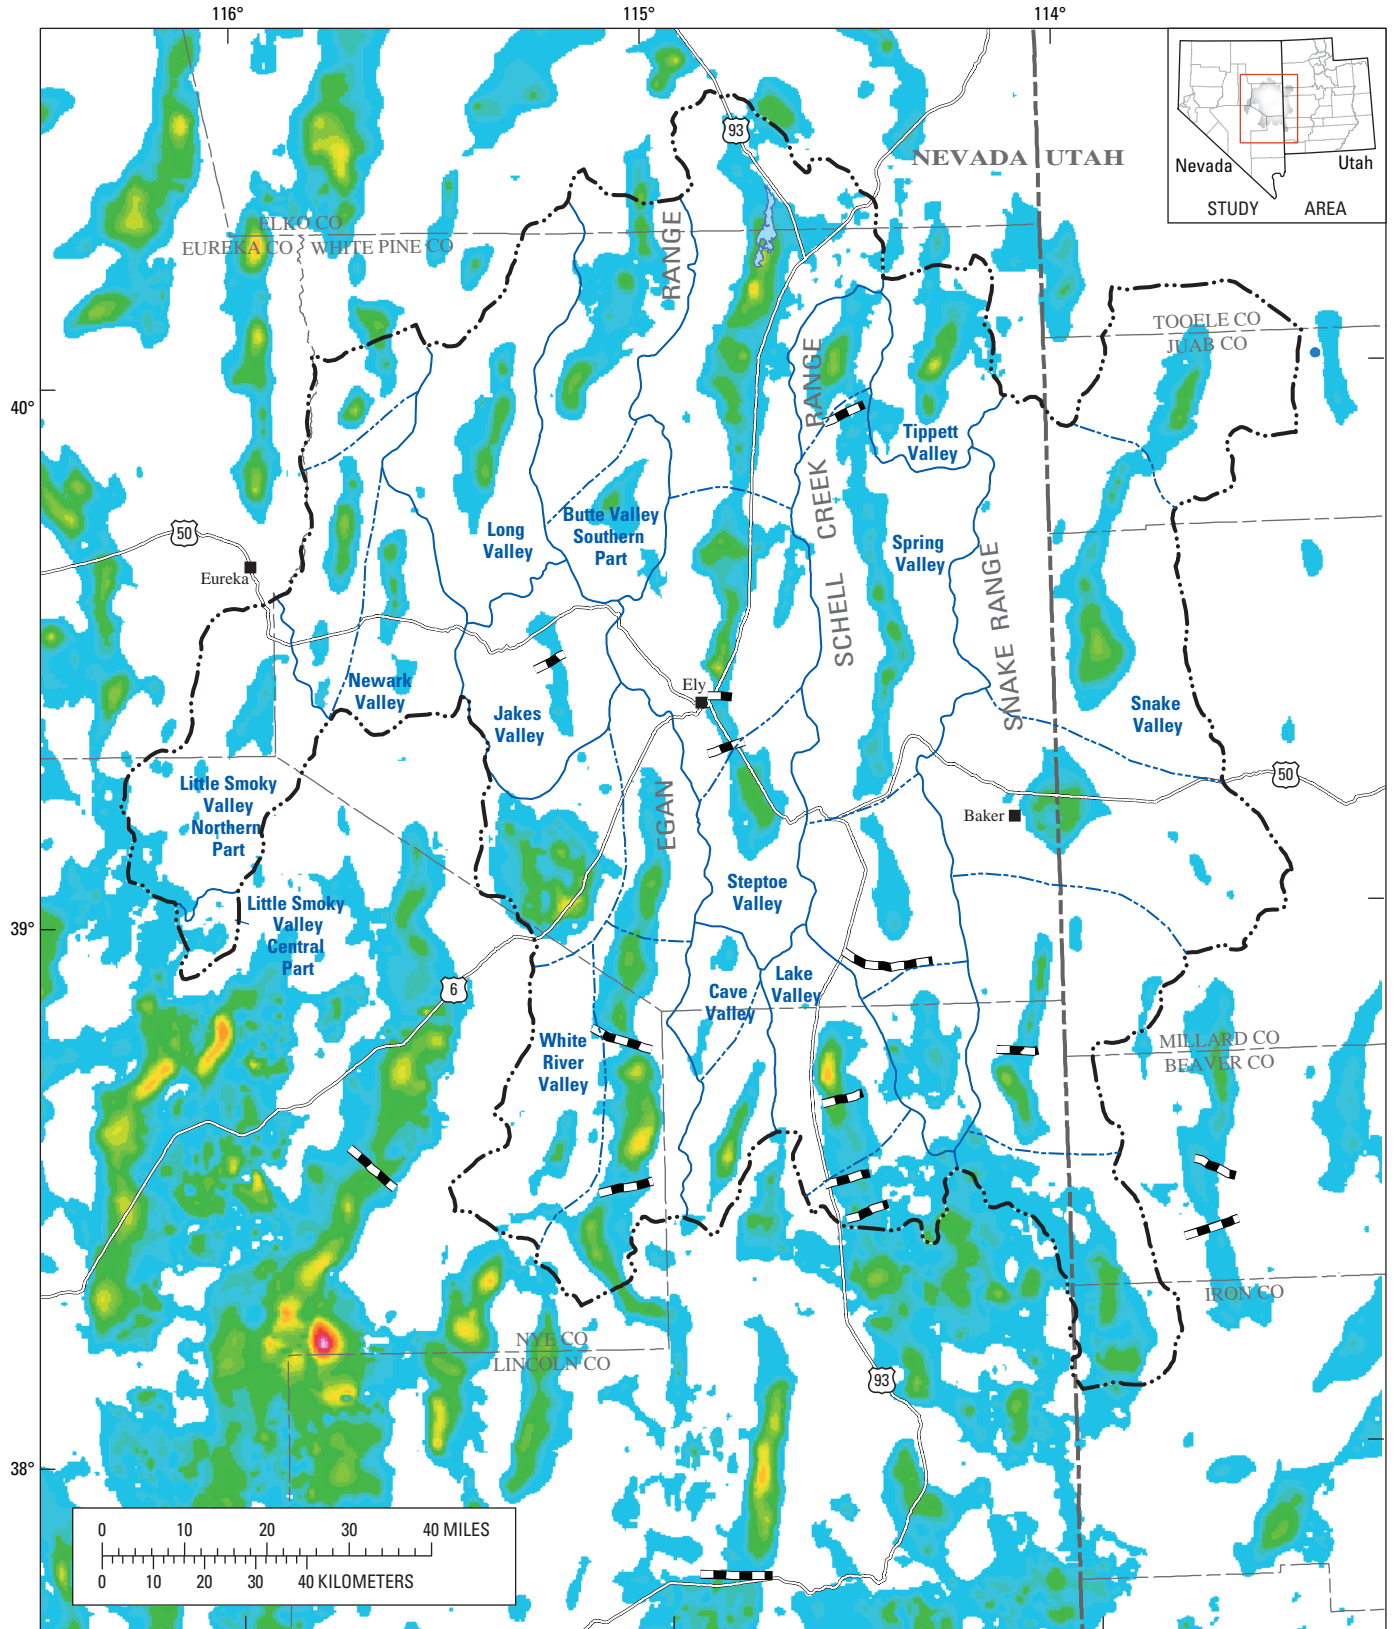 116°
115°
114°
93
NEVADA
UTAH
Nevada
Utah
STUDY AREA
ELKO CO
EUREKA CO
WHITE PINE CO
RANGE
TOOELE CO
JUAB CO
40°
SCHELL CREEK RANGE
Tippett
Valley
50
Eureka
Long
Valley
Butte Valley
Southern
Part
Spring
Valley
SNAKE RANGE
Newark
Valley
Ely
Jakes
Valley
Snake
Valley
50
Little Smoky
Valley
Northern
Part
EGAN
Baker
Steptoe
Valley
39°
Little Smoky
Valley
Central
Part
6
Cave
Valley
Lake
Valley
White
River
Valley
MILLARD CO
BEAVER CO
IRON CO
NYE CO
LINCOLN CO
93
38°
0 10 20 30 40 MILES
0 10 20 30 40 KILOMETERS